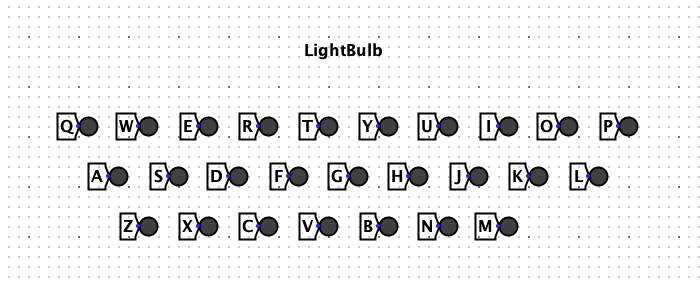 LightBulb
Q W E R T Y U I O P
A S D F G H J K L
Z X C V B N M